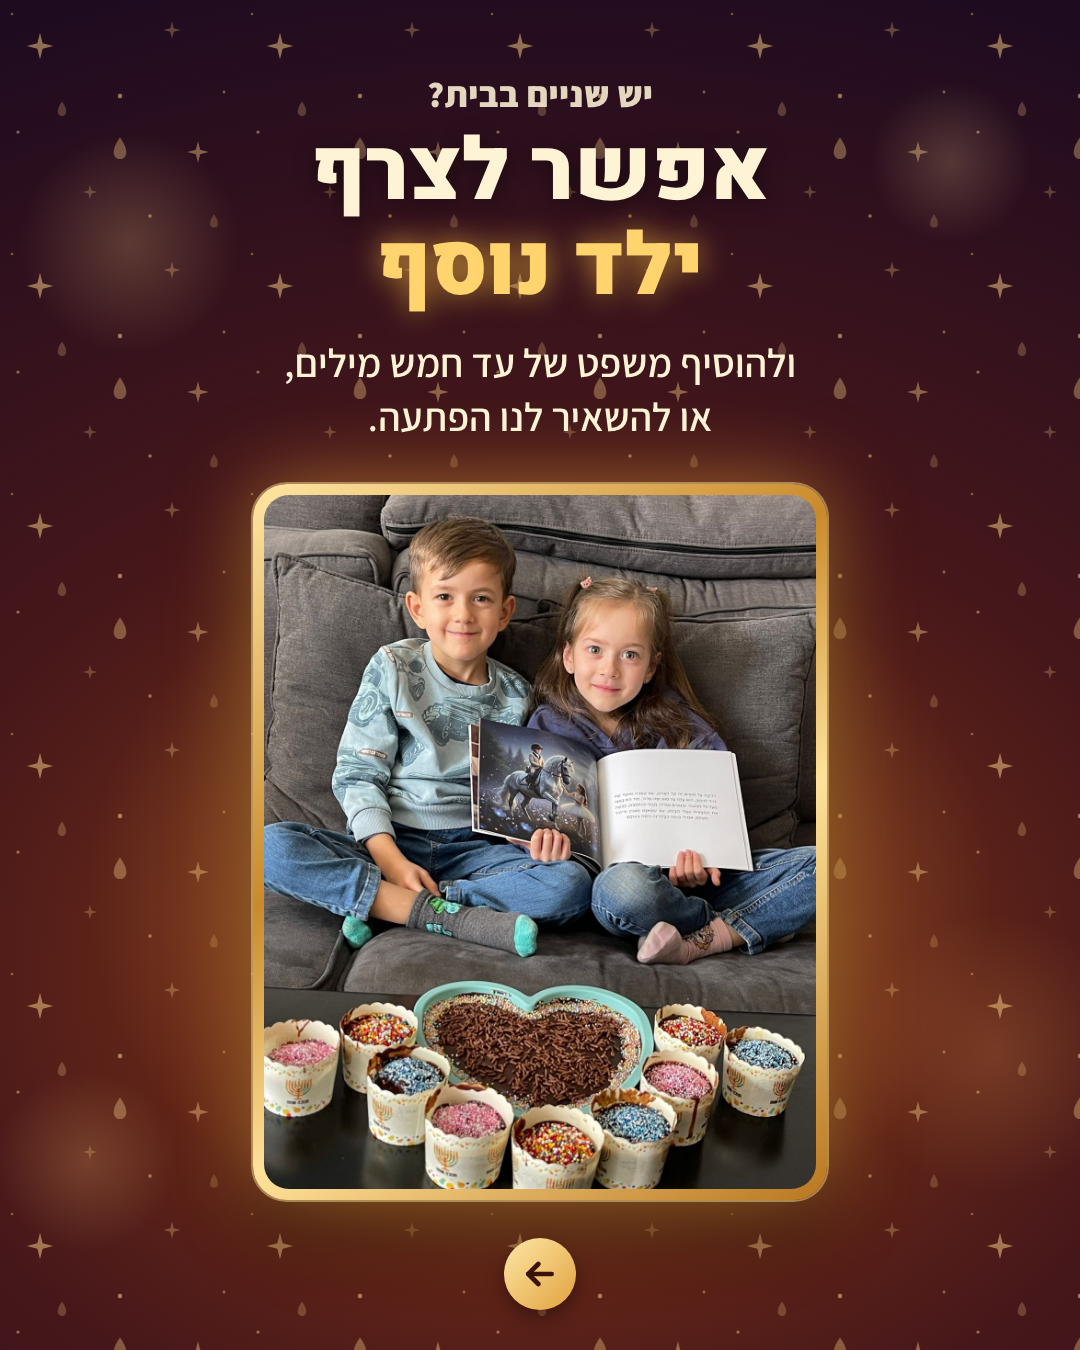 יש שניים בבית?
אפשר לצרף
ילד נוסף
ולהוסיף משפט של עד חמש מילים,
או להשאיר לנו הפתעה.